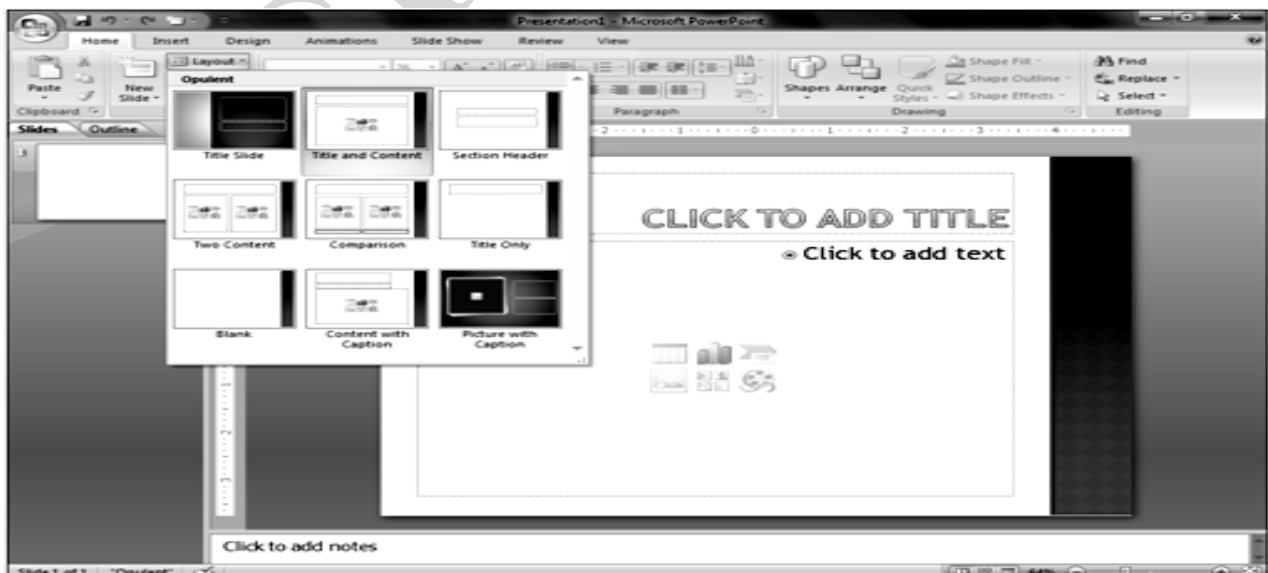 Presentation1 - Microsoft PowerPoint
Home Insert Design Animations Slide Show Review View
Paste
Clipboard
New Slide
Layout
Paragraph
Shapes Arrange Quick Styles
Shape Fill
Shape Outline
Shape Effects
Drawing
Find
Replace
Select
Editing
Slides Outline
Opulent
Title Slide Title and Content Section Header
Two Content Comparison Title Only
Blank Content with Caption Picture with Caption
CLICK TO ADD TITLE
Click to add text
Click to add notes
Slide 1 of 1 "Opulent" 64%